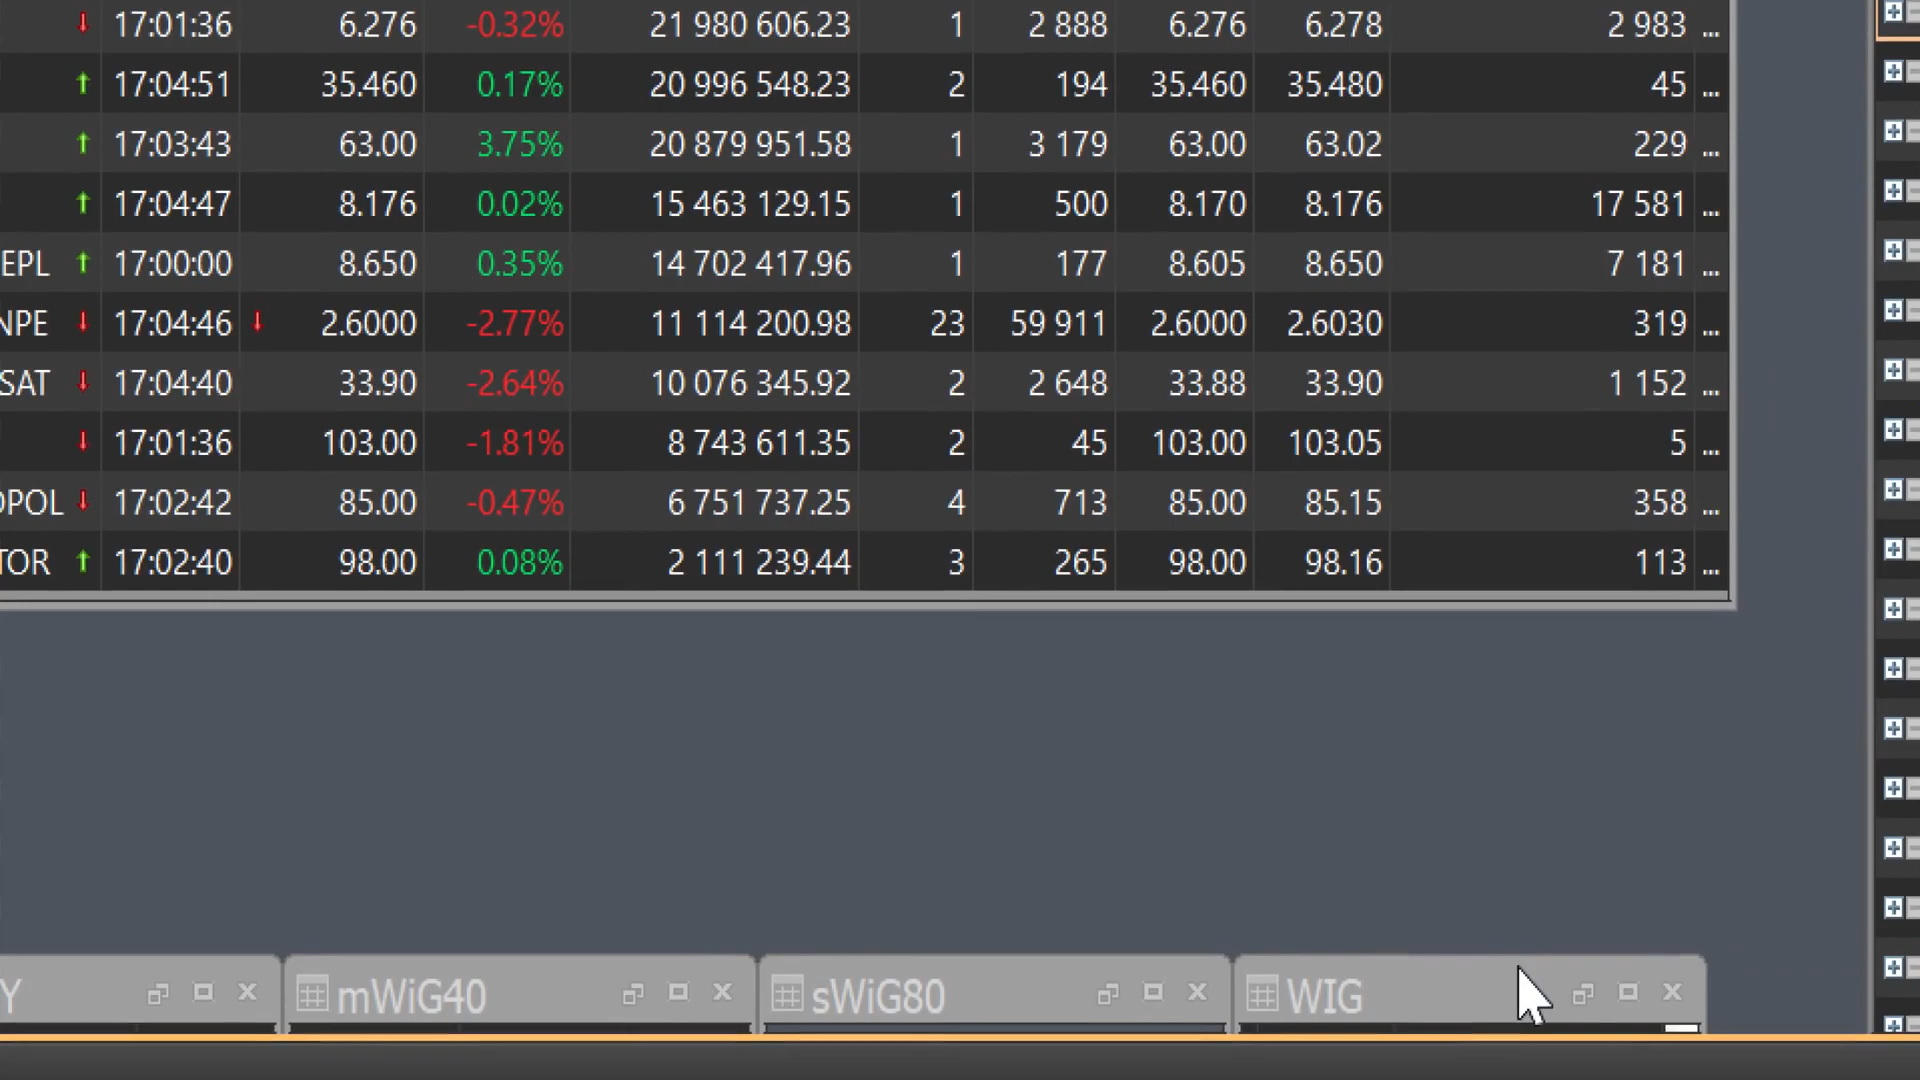 17:01:36 6.276 -0.32% 21 980 606.23 1 2 888 6.276 6.278 2 983 ...
17:04:51 35.460 0.17% 20 996 548.23 2 194 35.460 35.480 45 ...
17:03:43 63.00 3.75% 20 879 951.58 1 3 179 63.00 63.02 229 ...
17:04:47 8.176 0.02% 15 463 129.15 1 500 8.170 8.176 17 581 ...
EPL 17:00:00 8.650 0.35% 14 702 417.96 1 177 8.605 8.650 7 181 ...
NPE 17:04:46 2.6000 -2.77% 11 114 200.98 23 59 911 2.6000 2.6030 319 ...
SAT 17:04:40 33.90 -2.64% 10 076 345.92 2 2 648 33.88 33.90 1 152 ...
17:01:36 103.00 -1.81% 8 743 611.35 2 45 103.00 103.05 5 ...
OPOL 17:02:42 85.00 -0.47% 6 751 737.25 4 713 85.00 85.15 358 ...
TOR 17:02:40 98.00 0.08% 2 111 239.44 3 265 98.00 98.16 113 ...
Y mWiG40 sWiG80 WIG